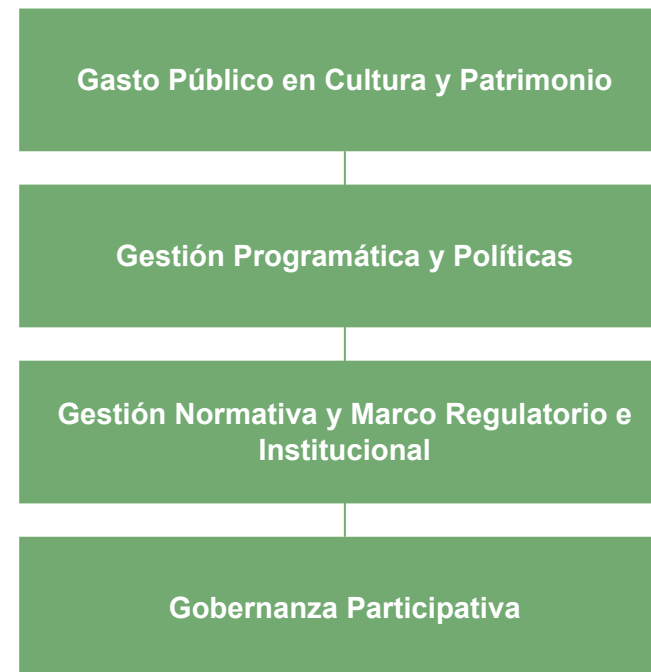 Gasto Público en Cultura y Patrimonio
Gestión Programática y Políticas
Gestión Normativa y Marco Regulatorio e
Institucional
Gobernanza Participativa